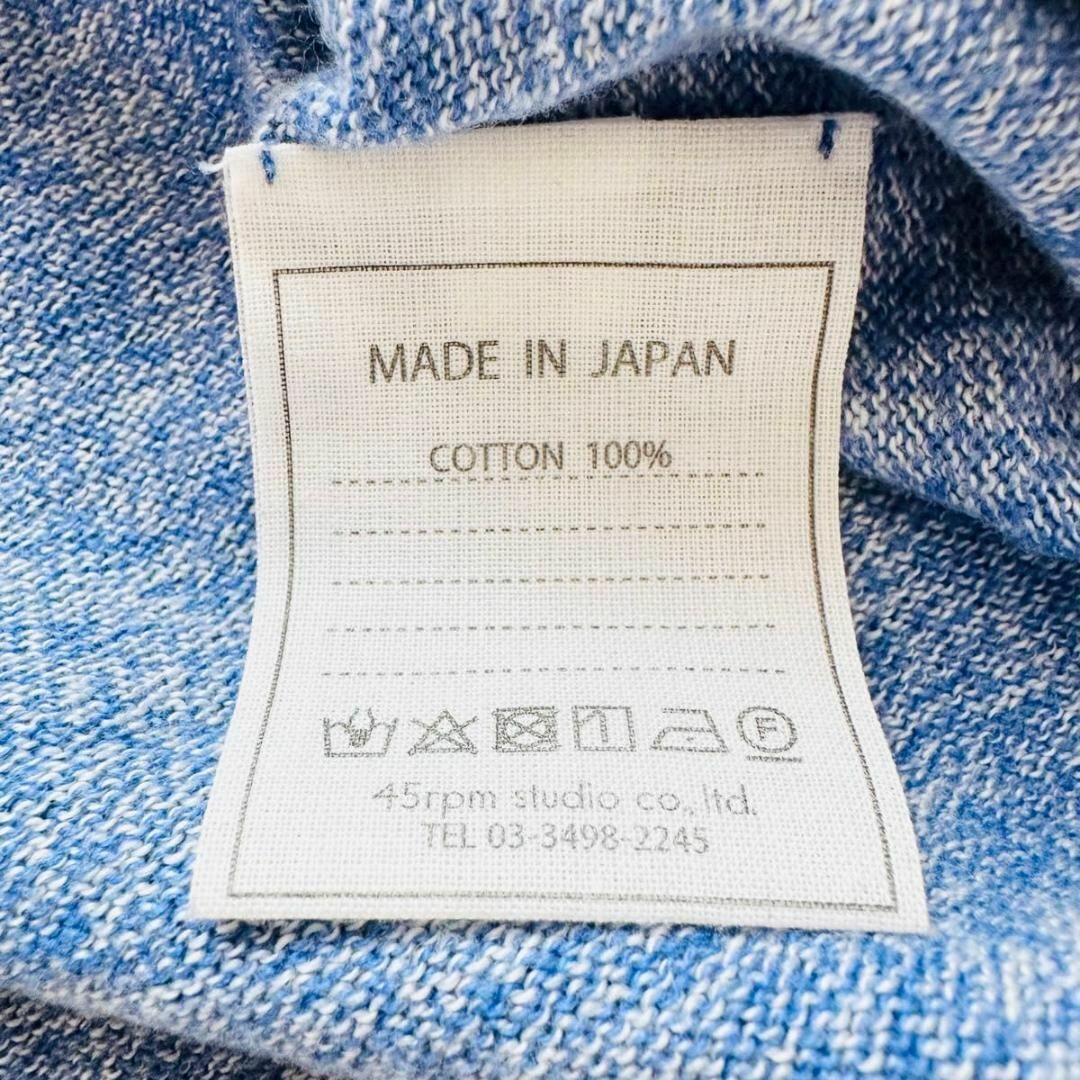 MADE IN JAPAN
COTTON 100%
F
45rpm studio co., ltd.
TEL 03-3498-2245